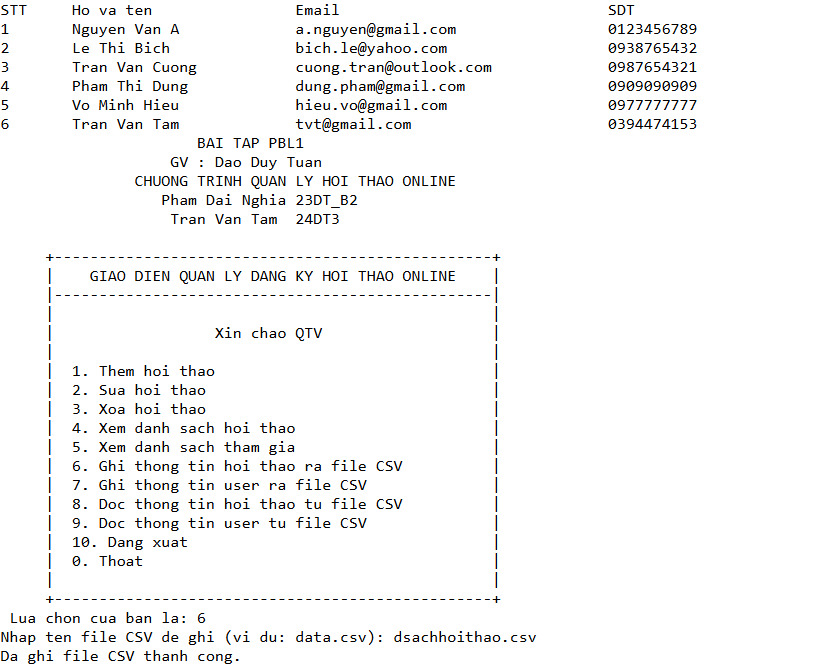 STT     Ho va ten                Email                              SDT
1       Nguyen Van A             a.nguyen@gmail.com                 0123456789
2       Le Thi Bich              bich.le@yahoo.com                  0938765432
3       Tran Van Cuong           cuong.tran@outlook.com             0987654321
4       Pham Thi Dung            dung.pham@gmail.com                0909090909
5       Vo Minh Hieu             hieu.vo@gmail.com                  0977777777
6       Tran Van Tam             tvt@gmail.com                      0394474153
BAI TAP PBL1
GV : Dao Duy Tuan
CHUONG TRINH QUAN LY HOI THAO ONLINE
Pham Dai Nghia 23DT_B2
Tran Van Tam  24DT3
GIAO DIEN QUAN LY DANG KY HOI THAO ONLINE
Xin chao QTV
1. Them hoi thao
2. Sua hoi thao
3. Xoa hoi thao
4. Xem danh sach hoi thao
5. Xem danh sach tham gia
6. Ghi thong tin hoi thao ra file CSV
7. Ghi thong tin user ra file CSV
8. Doc thong tin hoi thao tu file CSV
9. Doc thong tin user tu file CSV
10. Dang xuat
0. Thoat
Lua chon cua ban la: 6
Nhap ten file CSV de ghi (vi du: data.csv): dsachhoithao.csv
Da ghi file CSV thanh cong.